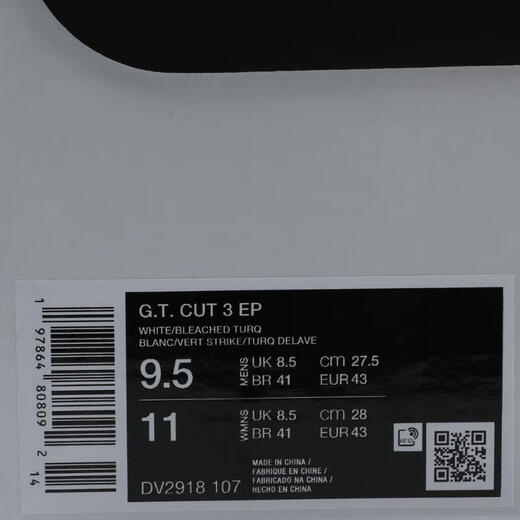 G.T. CUT 3 EP
WHITE/BLEACHED TURQ
BLANC/VERT STRIKE/TURQ DELAVE
9.5 MENS UK 8.5 cm 27.5
BR 41 EUR 43
11 WMNS UK 8.5 cm 28
BR 41 EUR 43
RFID
MADE IN CHINA /
FABRIQUE EN CHINE /
FABRICADO NA CHINA /
HECHO EN CHINA
DV2918 107
1 97864 80809 2 14